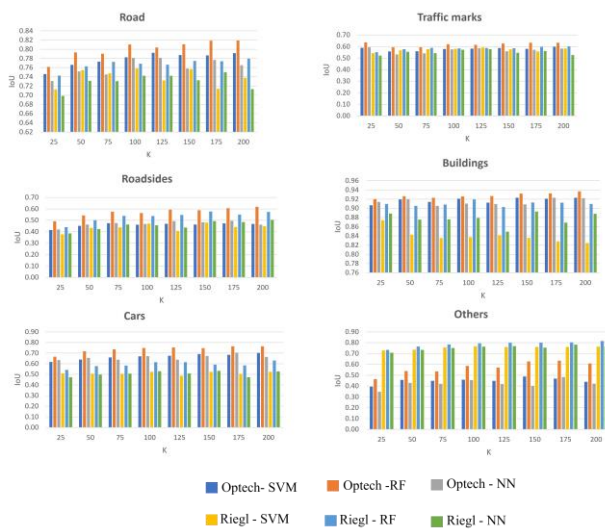 Road
0.84
0.82
0.80
0.78
0.76
0.74
0.72
0.70
0.68
0.66
0.64
0.62
IoU
25 50 75 100 125 150 175 200
K
Traffic marks
0.70
0.60
0.50
0.40
0.30
0.20
0.10
0.00
IoU
25 50 75 100 125 150 175 200
K
Roadsides
0.70
0.60
0.50
0.40
0.30
0.20
0.10
0.00
IoU
25 50 75 100 125 150 175 200
K
Buildings
0.96
0.94
0.92
0.90
0.88
0.86
0.84
0.82
0.80
0.78
0.76
IoU
25 50 75 100 125 150 175 200
K
Cars
0.90
0.80
0.70
0.60
0.50
0.40
0.30
0.20
0.10
0.00
IoU
25 50 75 100 125 150 175 200
K
Others
0.90
0.80
0.70
0.60
0.50
0.40
0.30
0.20
0.10
0.00
IoU
25 50 75 100 125 150 175 200
K
Optech- SVM Optech -RF Optech - NN
Riegl - SVM Riegl - RF Riegl - NN